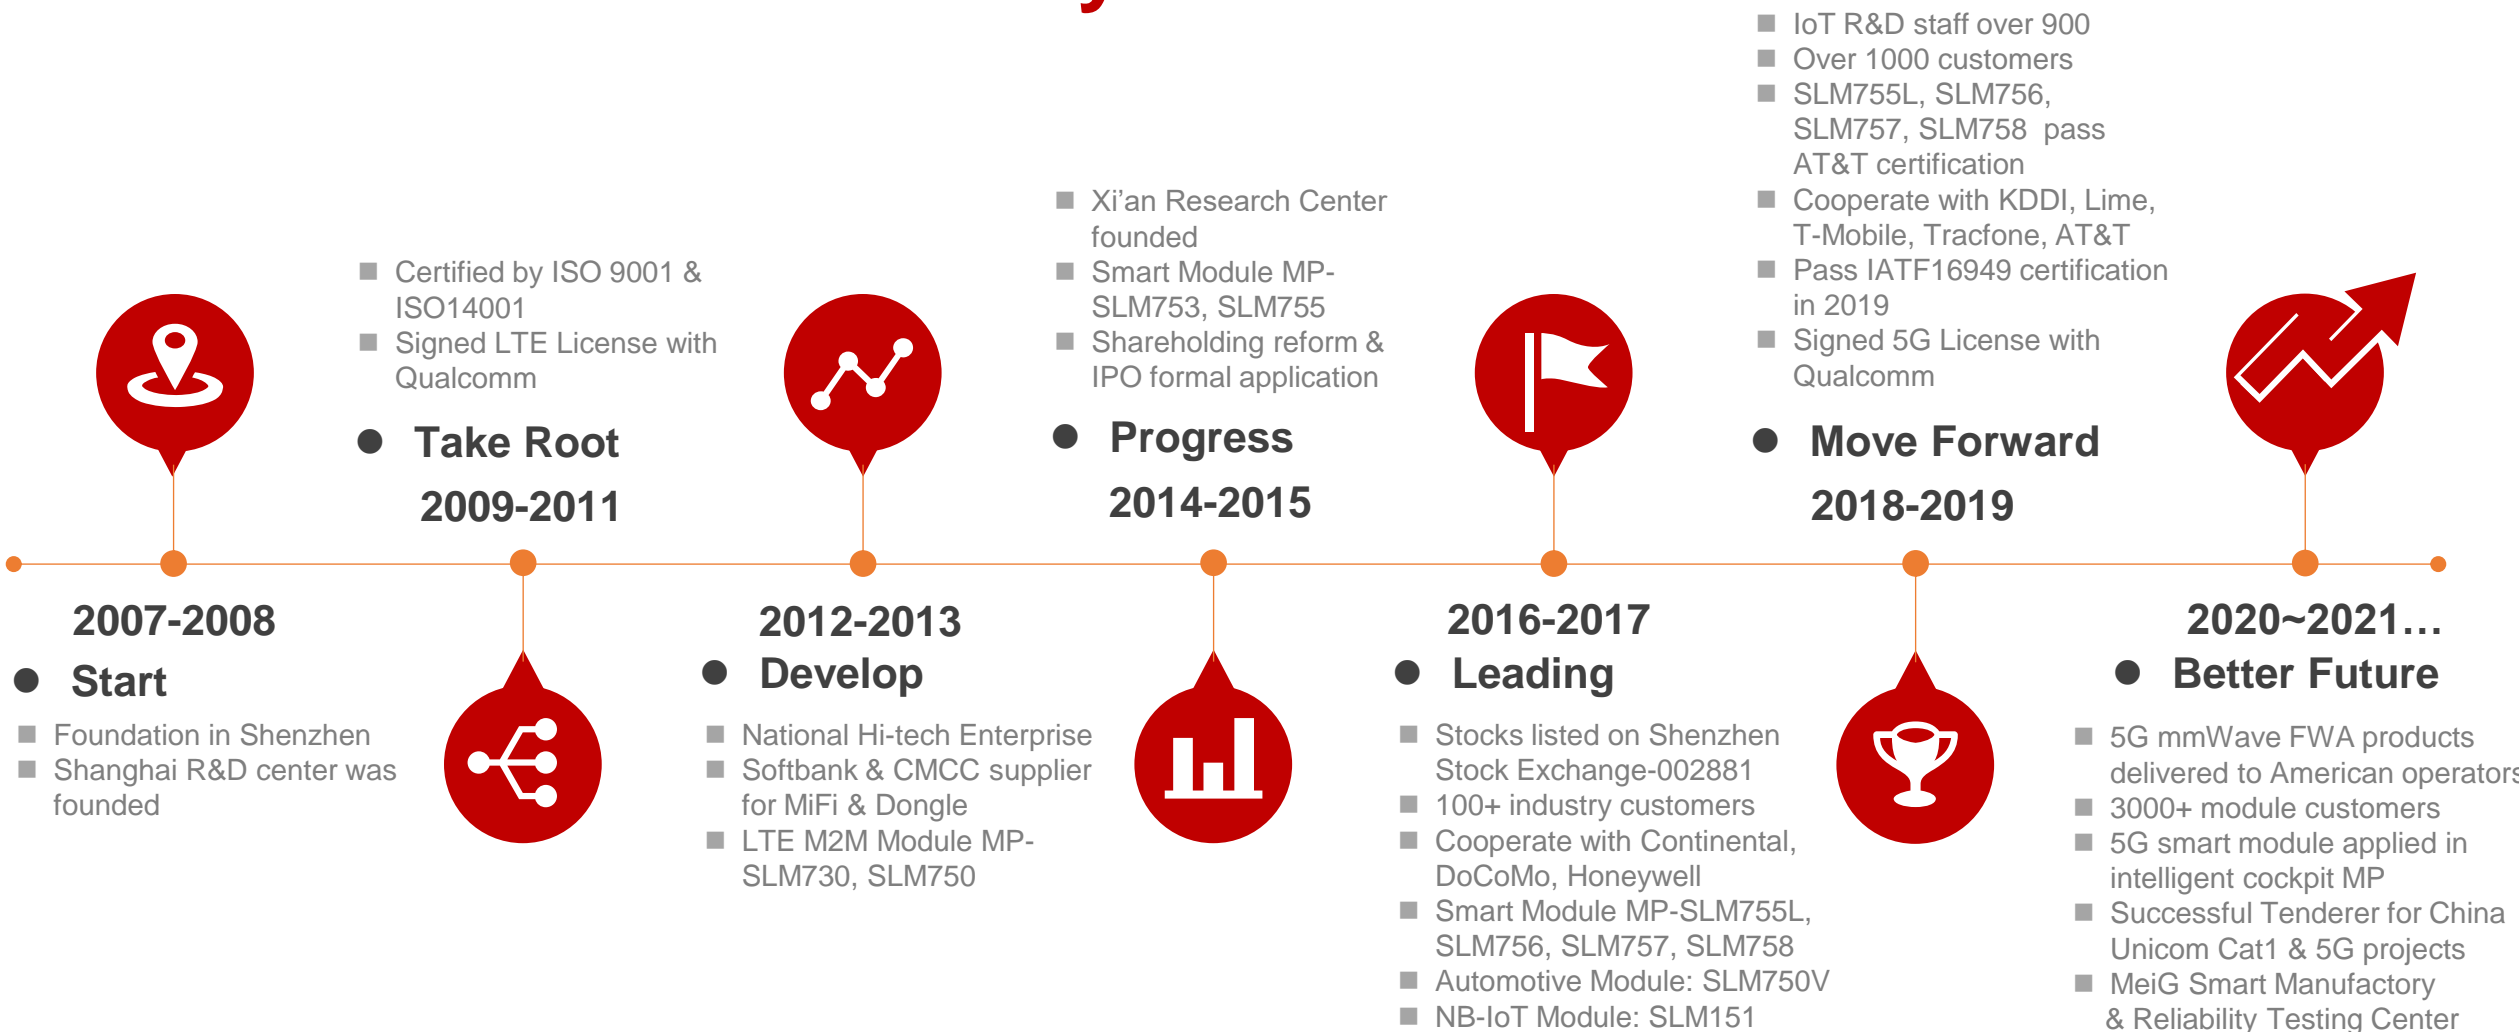 2007-2008
Start
Foundation in Shenzhen
Shanghai R&D center was
founded
Certified by ISO 9001 &
ISO14001
Signed LTE License with
Qualcomm
Take Root
2009-2011
2012-2013
Develop
National Hi-tech Enterprise
Softbank & CMCC supplier
for MiFi & Dongle
LTE M2M Module MP-
SLM730, SLM750
Xi’an Research Center
founded
Smart Module MP-
SLM753, SLM755
Shareholding reform &
IPO formal application
Progress
2014-2015
2016-2017
Leading
Stocks listed on Shenzhen
Stock Exchange-002881
100+ industry customers
Cooperate with Continental,
DoCoMo, Honeywell
Smart Module MP-SLM755L,
SLM756, SLM757, SLM758
Automotive Module: SLM750V
NB-IoT Module: SLM151
IoT R&D staff over 900
Over 1000 customers
SLM755L, SLM756,
SLM757, SLM758 pass
AT&T certification
Cooperate with KDDI, Lime,
T-Mobile, Tracfone, AT&T
Pass IATF16949 certification
in 2019
Signed 5G License with
Qualcomm
Move Forward
2018-2019
2020~2021…
Better Future
5G mmWave FWA products
delivered to American operators
3000+ module customers
5G smart module applied in
intelligent cockpit MP
Successful Tenderer for China
Unicom Cat1 & 5G projects
MeiG Smart Manufactory
& Reliability Testing Center